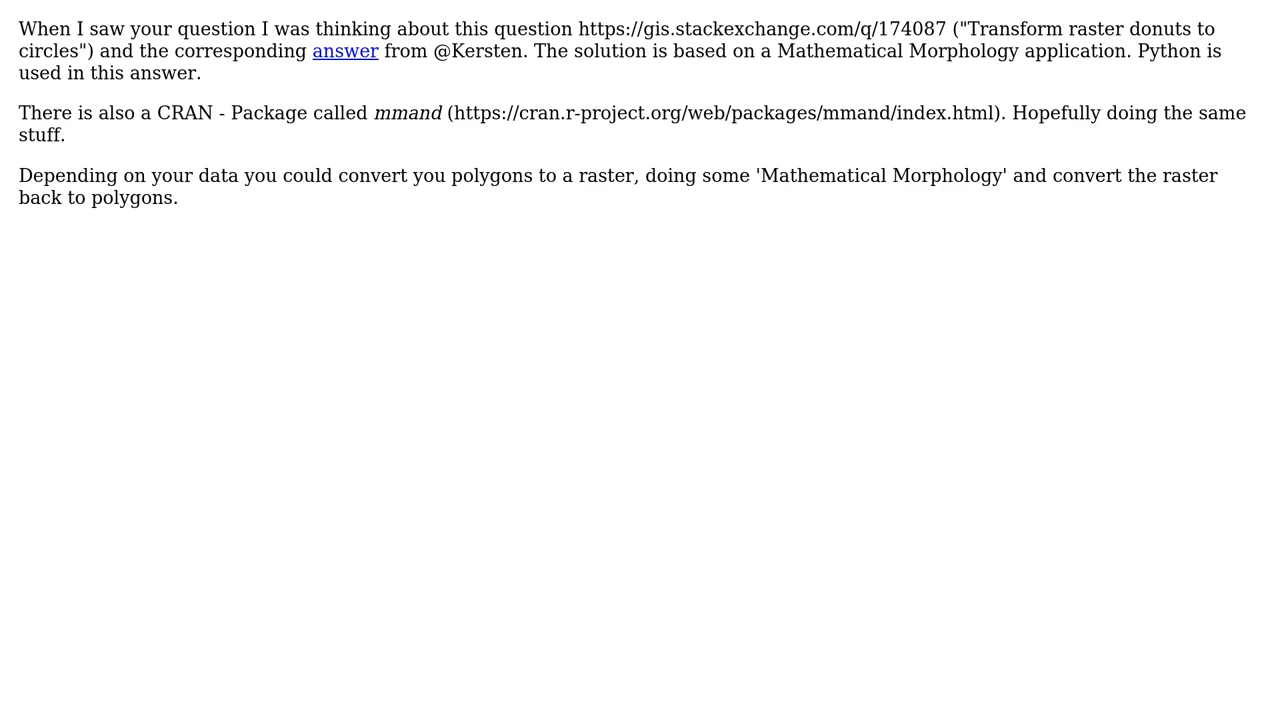 When I saw your question I was thinking about this question https://gis.stackexchange.com/q/174087 ("Transform raster donuts to
circles") and the corresponding answer from @Kersten. The solution is based on a Mathematical Morphology application. Python is
used in this answer.
There is also a CRAN - Package called mmand (https://cran.r-project.org/web/packages/mmand/index.html). Hopefully doing the same
stuff.
Depending on your data you could convert you polygons to a raster, doing some 'Mathematical Morphology' and convert the raster
back to polygons.